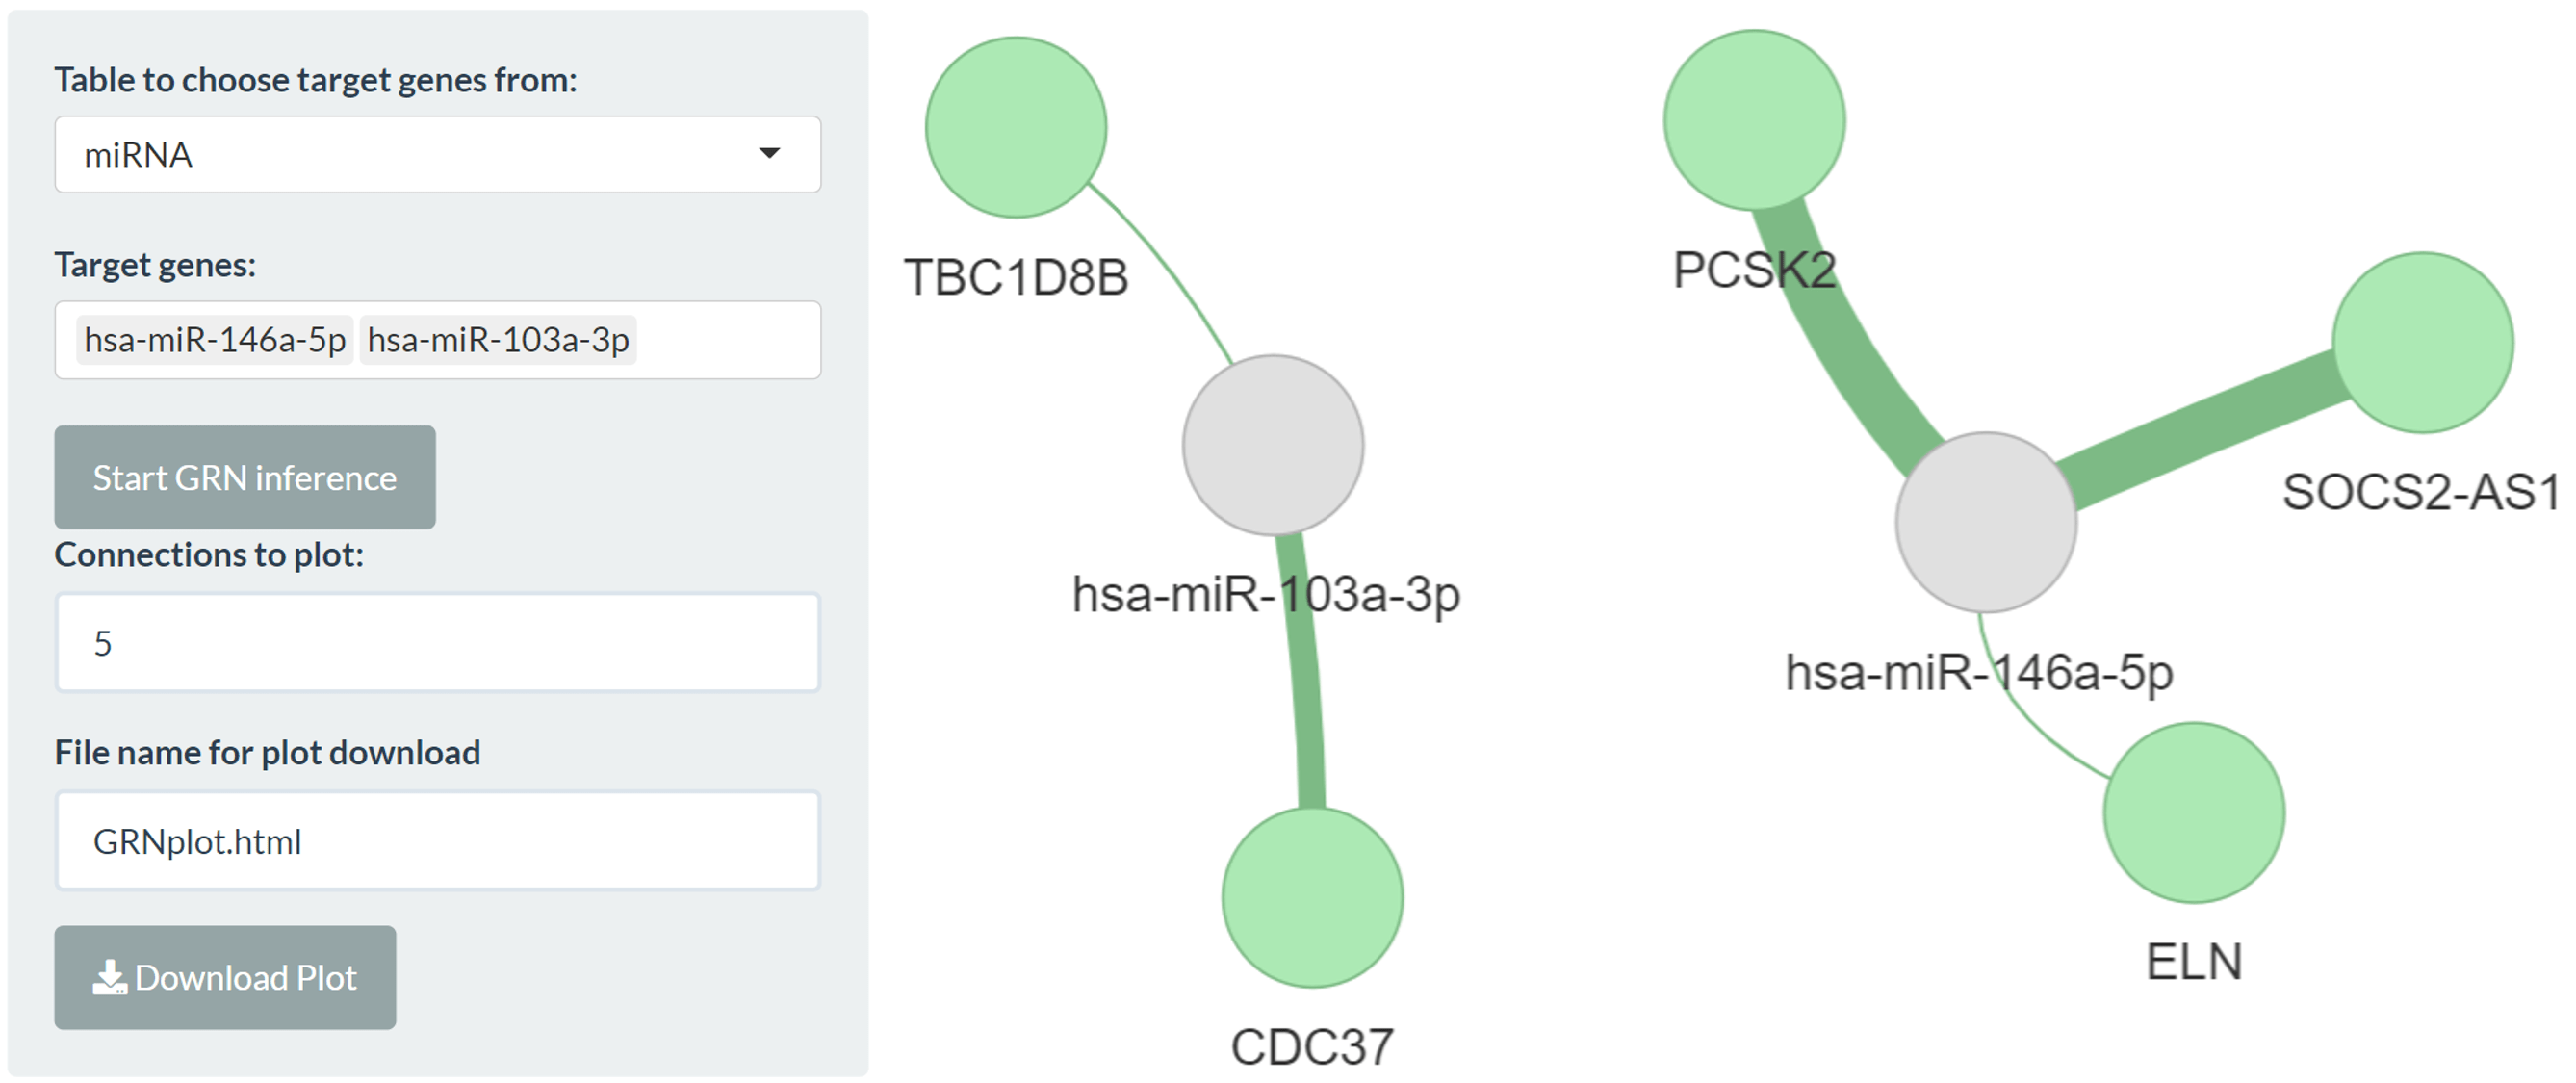 Table to choose target genes from:
miRNA
Target genes:
hsa-miR-146a-5p hsa-miR-103a-3p
Start GRN inference
Connections to plot:
5
File name for plot download
GRNplot.html
Download Plot
TBC1D8B
PCSK2
SOCS2-AS1
hsa-miR-103a-3p
hsa-miR-146a-5p
ELN
CDC37